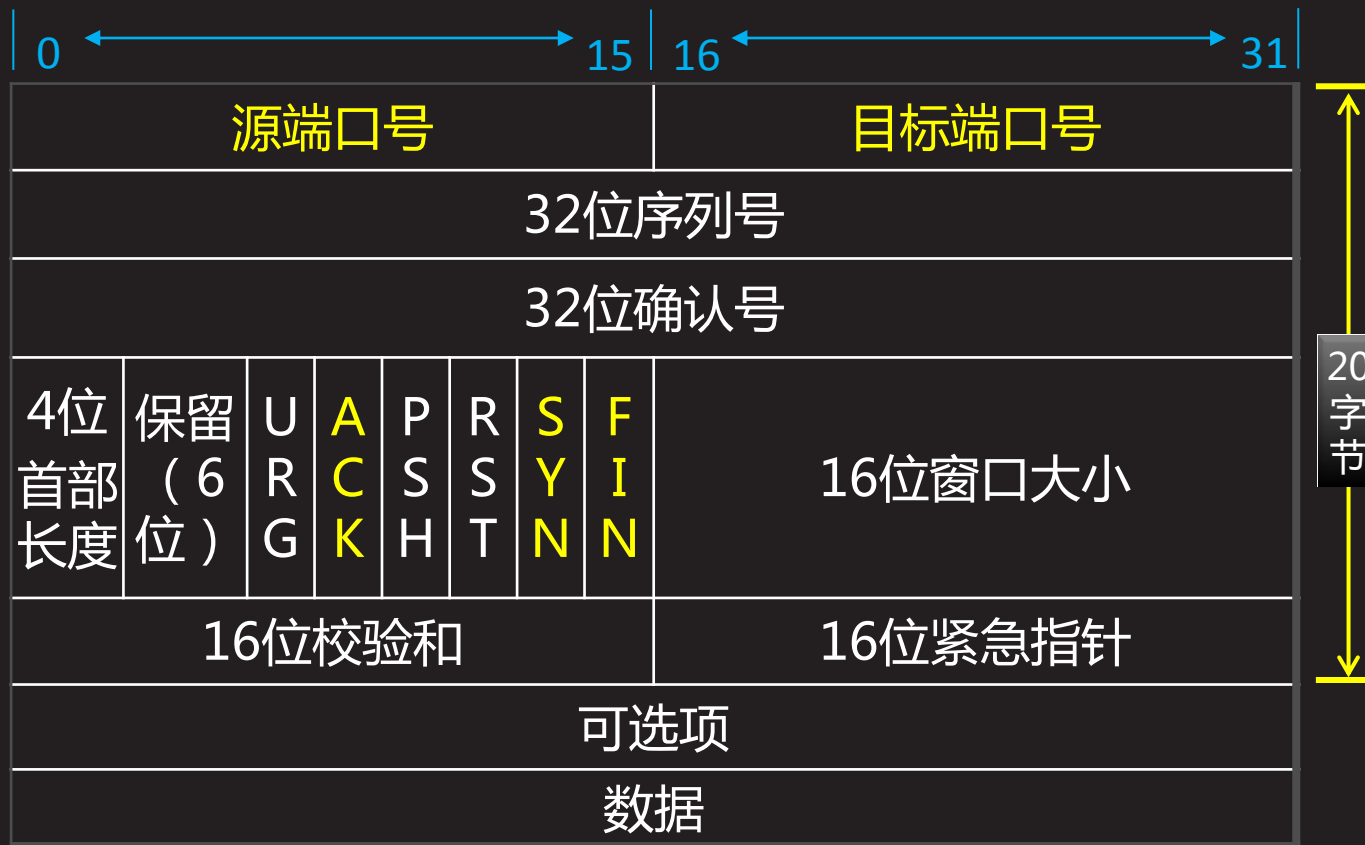 0 15 16 31
源端口号 目标端口号
32位序列号
32位确认号
4位
首部
长度
保留
（6
位）
URG
ACK
PSH
RST
SYN
FIN
16位窗口大小
20
字
节
16位校验和 16位紧急指针
可选项
数据